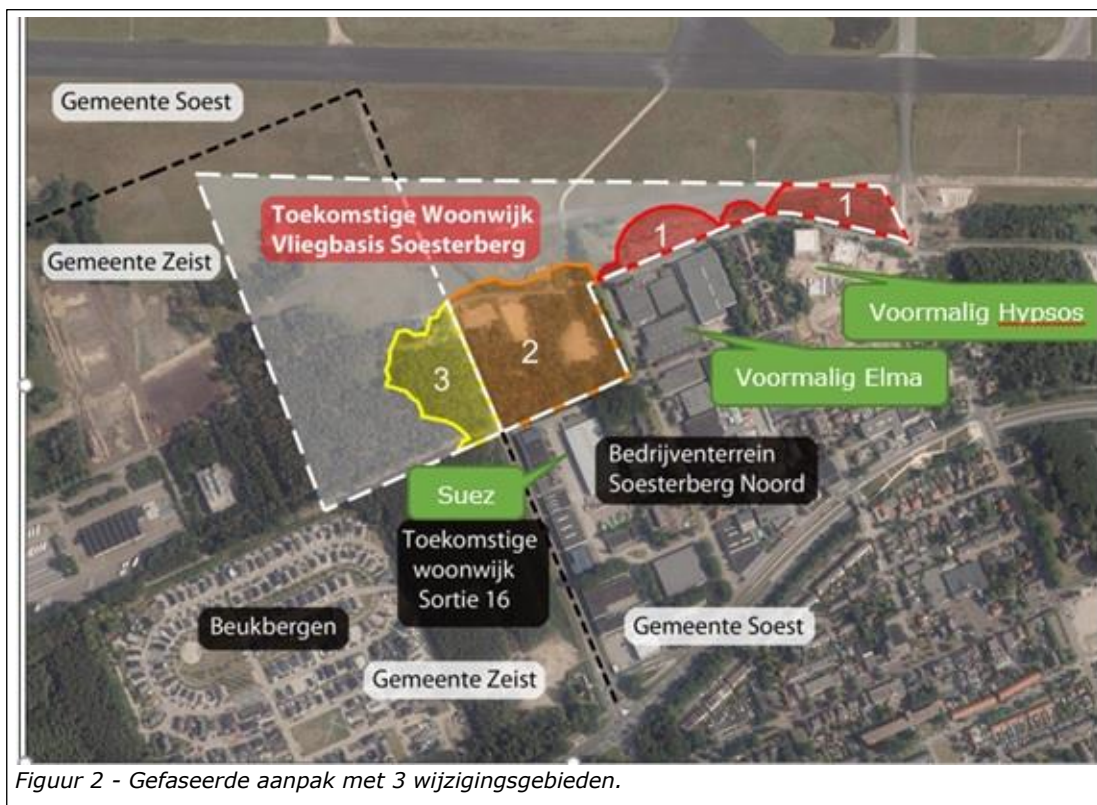 Gemeente Soest
Gemeente Zeist
Toekomstige Woonwijk
Vliegbasis Soesterberg
1
1
Voormalig Hypsos
2
3
Voormalig Elma
Bedrijventerrein
Soesterberg Noord
Suez
Toekomstige
woonwijk
Sortie 16
Beukbergen
Gemeente Soest
Gemeente Zeist
Figuur 2 - Gefaseerde aanpak met 3 wijzigingsgebieden.